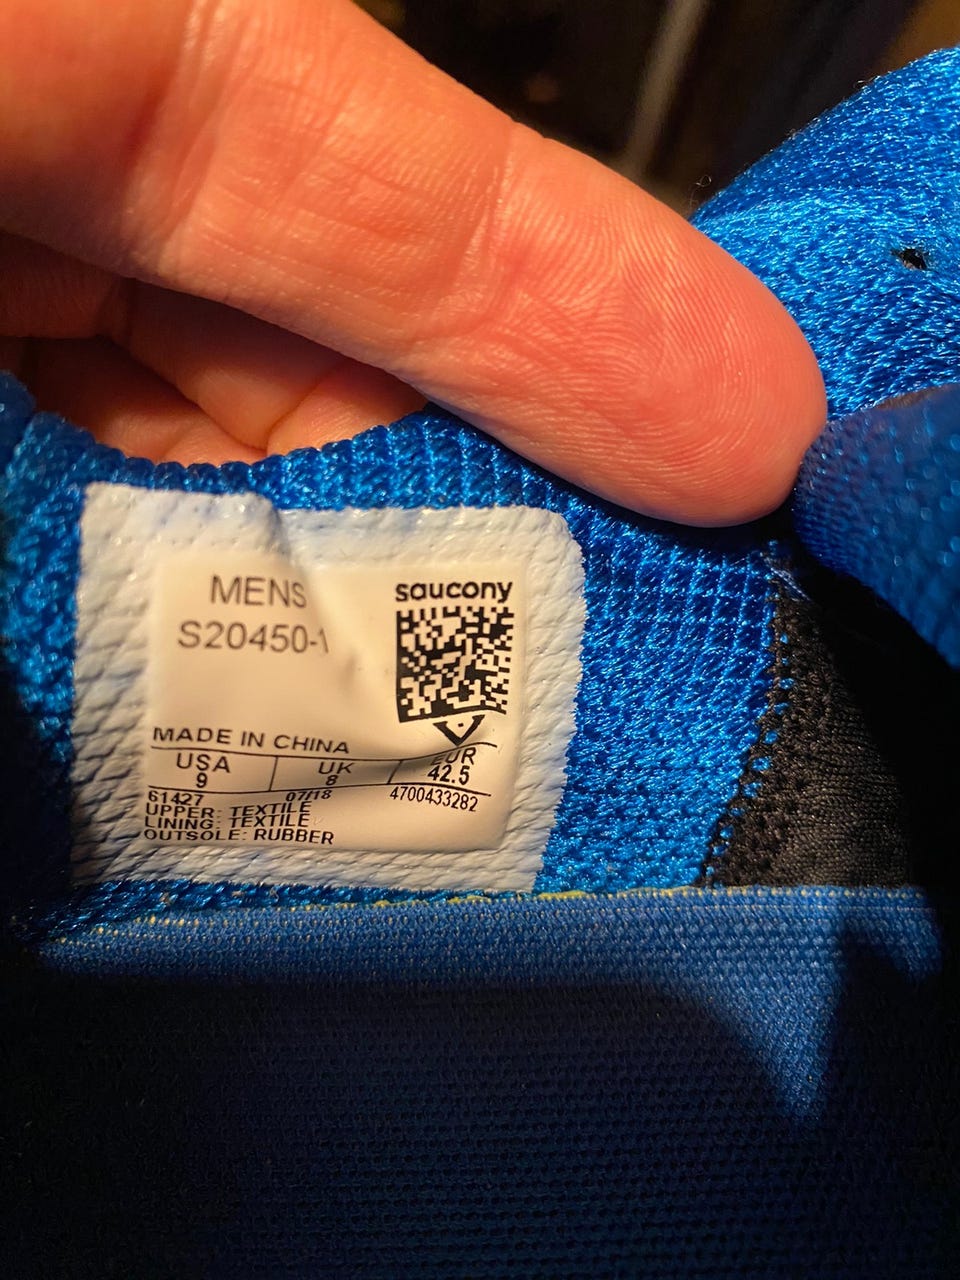 MENS
S20450-1
saucony
MADE IN CHINA
USA UK EUR
9 8 42.5
61427 07/18 4700433282
UPPER: TEXTILE
LINING: TEXTILE
OUTSOLE: RUBBER